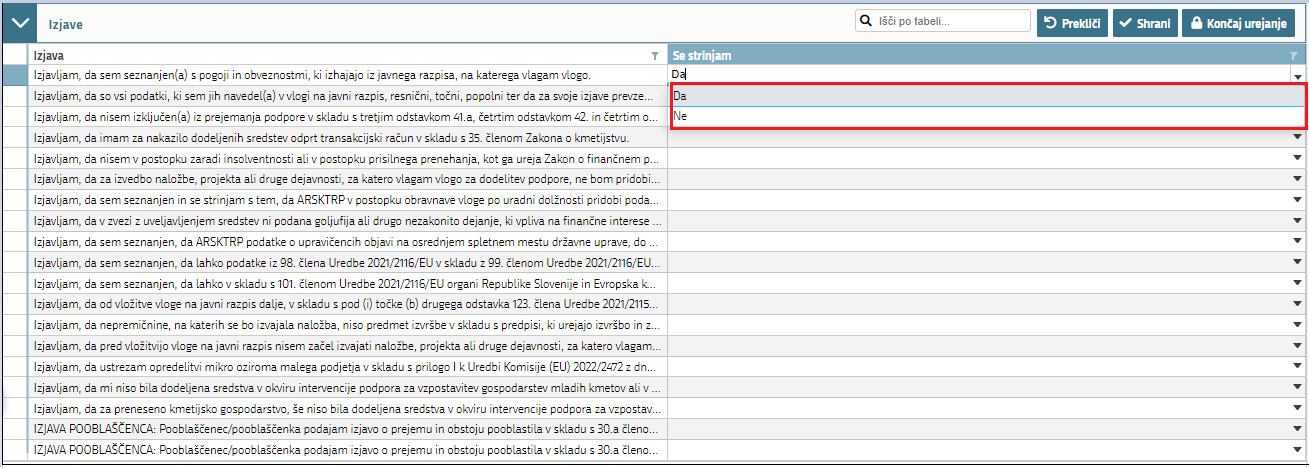 Izjave
Išči po tabeli...
Prekliči
Shrani
Končaj urejanje
Izjava
Se strinjam
Izjavljam, da sem seznanjen(a) s pogoji in obveznostmi, ki izhajajo iz javnega razpisa, na katerega vlagam vlogo.
Da
Izjavljam, da so vsi podatki, ki sem jih navedel(a) v vlogi na javni razpis, resnični, točni, popolni ter da za svoje izjave prevze...
Da
Izjavljam, da nisem izključen(a) iz prejemanja podpore v skladu s tretjim odstavkom 41.a, četrtim odstavkom 42. in četrtim o...
Ne
Izjavljam, da imam za nakazilo dodeljenih sredstev odprt transakcijski račun v skladu s 35. členom Zakona o kmetijstvu.
Izjavljam, da nisem v postopku zaradi insolventnosti ali v postopku prisilnega prenehanja, kot ga ureja Zakon o finančnem p...
Izjavljam, da za izvedbo naložbe, projekta ali druge dejavnosti, za katero vlagam vlogo za dodelitev podpore, ne bom pridobi...
Izjavljam, da sem seznanjen in se strinjam s tem, da ARSKTRP v postopku obravnave vloge po uradni dolžnosti pridobi poda...
Izjavljam, da v zvezi z uveljavljenjem sredstev ni podana goljufija ali drugo nezakonito dejanje, ki vpliva na finančne interese ...
Izjavljam, da sem seznanjen, da ARSKTRP podatke o upravičencih objavi na osrednjem spletnem mestu državne uprave, do ...
Izjavljam, da sem seznanjen, da lahko podatke iz 98. člena Uredbe 2021/2116/EU v skladu z 99. členom Uredbe 2021/2116/EU...
Izjavljam, da sem seznanjen, da lahko v skladu s 101. členom Uredbe 2021/2116/EU organi Republike Slovenije in Evropska k...
Izjavljam, da od vložitve vloge na javni razpis dalje, v skladu s pod (i) točke (b) drugega odstavka 123. člena Uredbe 2021/2115...
Izjavljam, da nepremičnine, na katerih se bo izvajala naložba, niso predmet izvršbe v skladu s predpisi, ki urejajo izvršbo in z...
Izjavljam, da pred vložitvijo vloge na javni razpis nisem začel izvajati naložbe, projekta ali druge dejavnosti, za katero vlagam...
Izjavljam, da ustrezam opredelitvi mikro oziroma malega podjetja v skladu s prilogo I k Uredbi Komisije (EU) 2022/2472 z dn...
Izjavljam, da mi niso bila dodeljena sredstva v okviru intervencije podpora za vzpostavitev gospodarstev mladih kmetov ali v ...
Izjavljam, da za preneseno kmetijsko gospodarstvo, še niso bila dodeljena sredstva v okviru intervencije podpora za vzpostav...
IZJAVA POOBLAŠČENCA: Pooblaščenec/pooblaščenka podajam izjavo o prejemu in obstoju pooblastila v skladu s 30.a členo...
IZJAVA POOBLAŠČENCA: Pooblaščenec/pooblaščenka podajam izjavo o prejemu in obstoju pooblastila v skladu s 30.a členo...